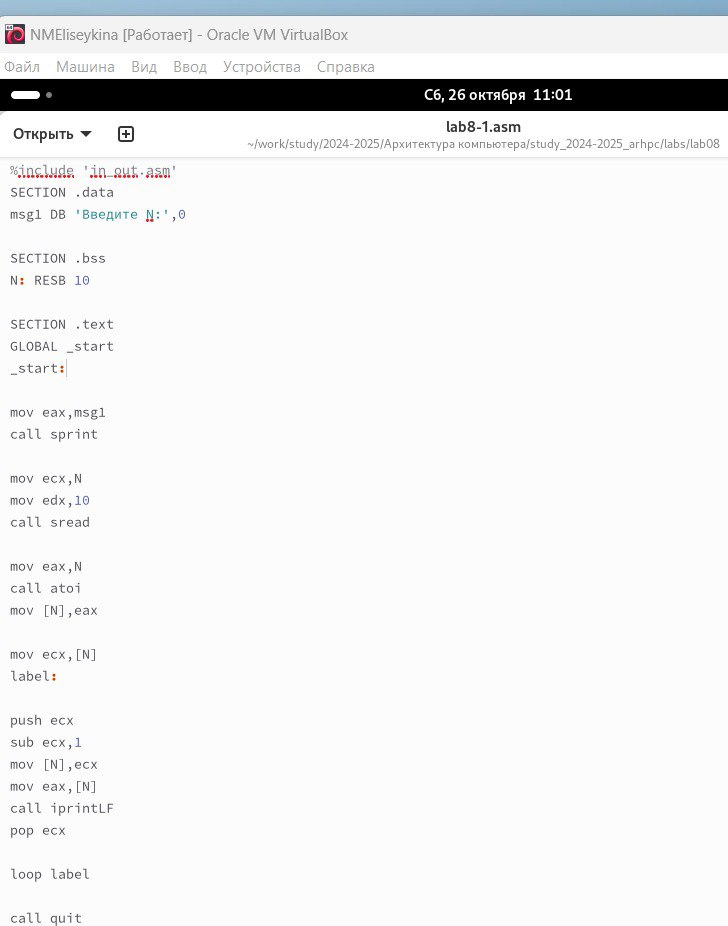 NMEliseykina [Работает] - Oracle VM VirtualBox
Файл Машина Вид Ввод Устройства Справка
Сб, 26 октября 11:01
Открыть
lab8-1.asm
~/work/study/2024-2025/Архитектура компьютера/study_2024-2025_arhpc/labs/lab08
%include 'in_out.asm'
SECTION .data
msg1 DB 'Введите N:',0
SECTION .bss
N: RESB 10
SECTION .text
GLOBAL _start
_start:
mov eax,msg1
call sprint
mov ecx,N
mov edx,10
call sread
mov eax,N
call atoi
mov [N],eax
mov ecx,[N]
label:
push ecx
sub ecx,1
mov [N],ecx
mov eax,[N]
call iprintLF
pop ecx
loop label
call quit